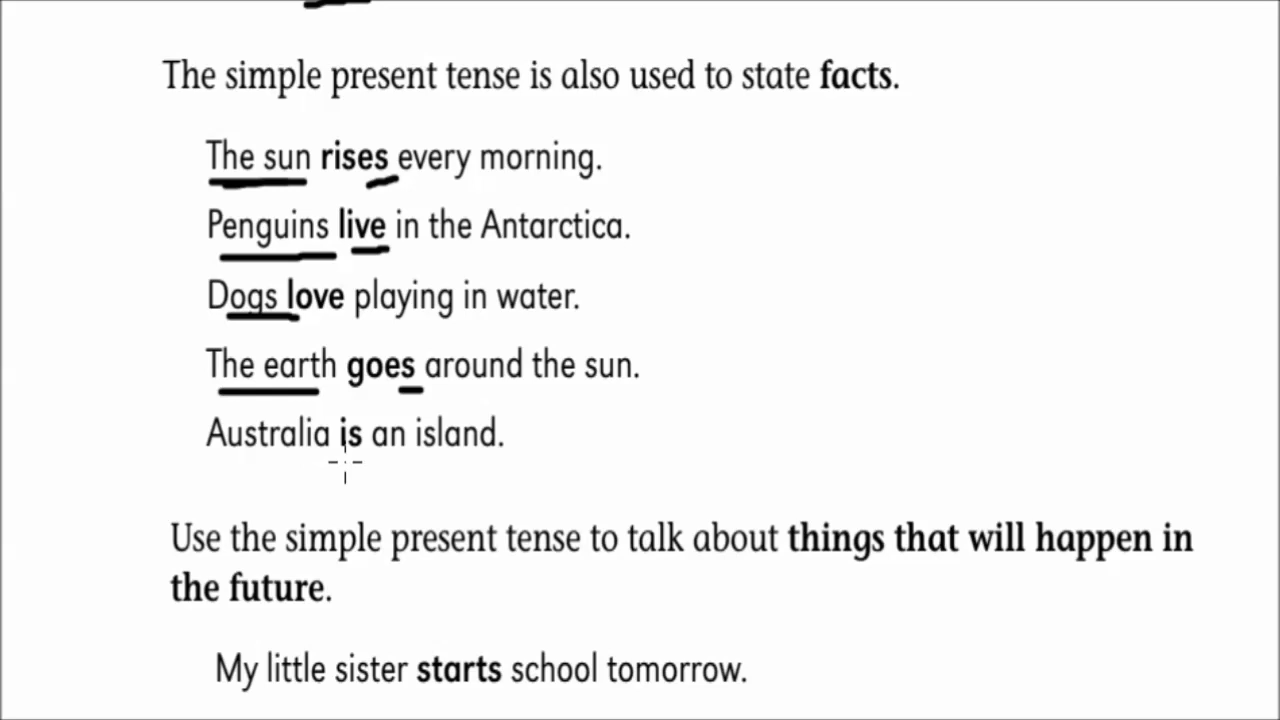 The simple present tense is also used to state facts.
The sun rises every morning.
Penguins live in the Antarctica.
Dogs love playing in water.
The earth goes around the sun.
Australia is an island.
Use the simple present tense to talk about things that will happen in
the future.
My little sister starts school tomorrow.